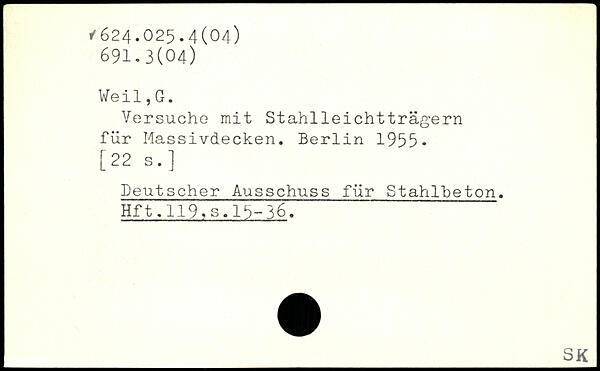 ✓624.025.4(04)
691.3(04)
Weil,G.
Versuche mit Stahlleichtträgern
für Massivdecken. Berlin 1955.
[22 s.]
Deutscher Ausschuss für Stahlbeton.
Hft.119,s.15-36.
SK